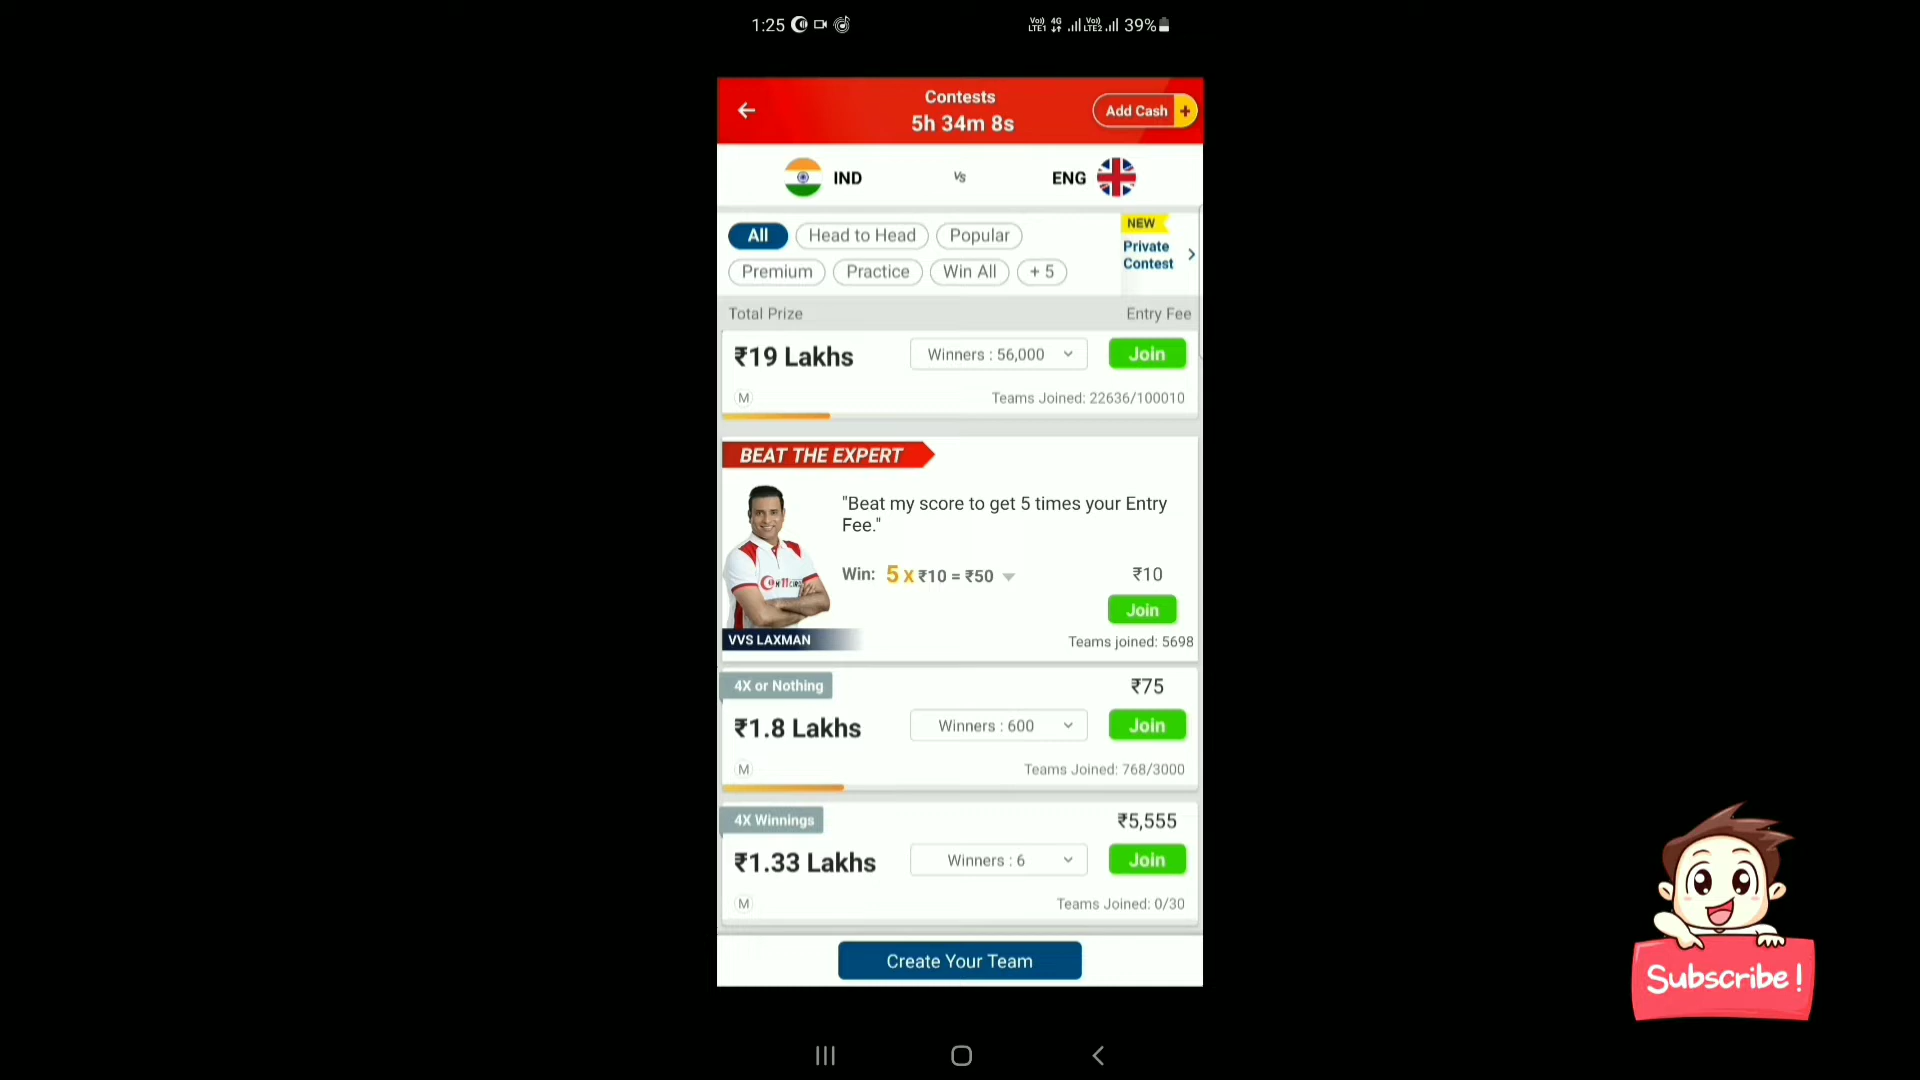 1:25
Vo)) 4G Vo)) 39%
LTE1 LTE2
Contests
5h 34m 8s
Add Cash +
IND
Vs
ENG
All
Head to Head
Popular
NEW
Private
Contest
Premium
Practice
Win All
+ 5
Total Prize
Entry Fee
₹19 Lakhs
Winners : 56,000
Join
M
Teams Joined: 22636/100010
BEAT THE EXPERT
"Beat my score to get 5 times your Entry
Fee."
Win: 5 X ₹10 = ₹50
₹10
Join
VVS LAXMAN
Teams joined: 5698
4X or Nothing
₹75
₹1.8 Lakhs
Winners : 600
Join
M
Teams Joined: 768/3000
4X Winnings
₹5,555
₹1.33 Lakhs
Winners : 6
Join
M
Teams Joined: 0/30
Create Your Team
Subscribe!